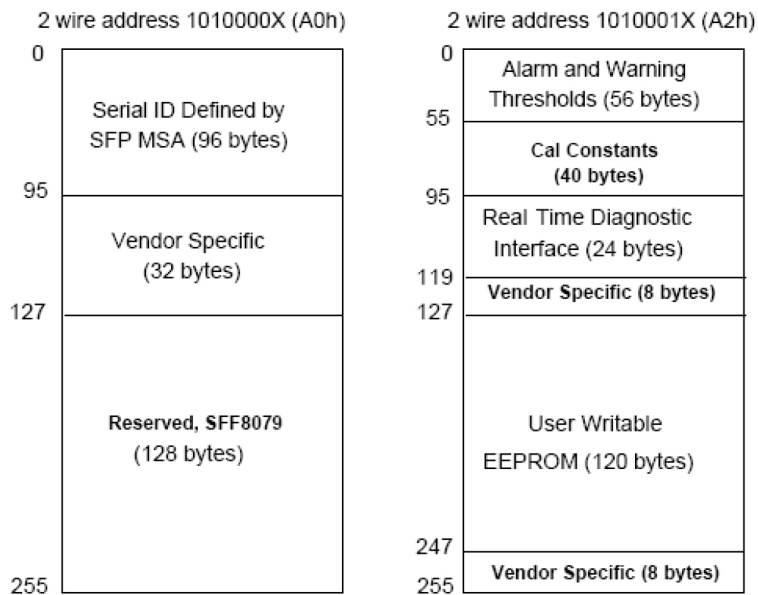 2 wire address 1010000X (A0h)
0
Serial ID Defined by
SFP MSA (96 bytes)
95
Vendor Specific
(32 bytes)
127
Reserved, SFF8079
(128 bytes)
255
2 wire address 1010001X (A2h)
0
Alarm and Warning
Thresholds (56 bytes)
55
Cal Constants
(40 bytes)
95
Real Time Diagnostic
Interface (24 bytes)
119
Vendor Specific (8 bytes)
127
User Writable
EEPROM (120 bytes)
247
Vendor Specific (8 bytes)
255